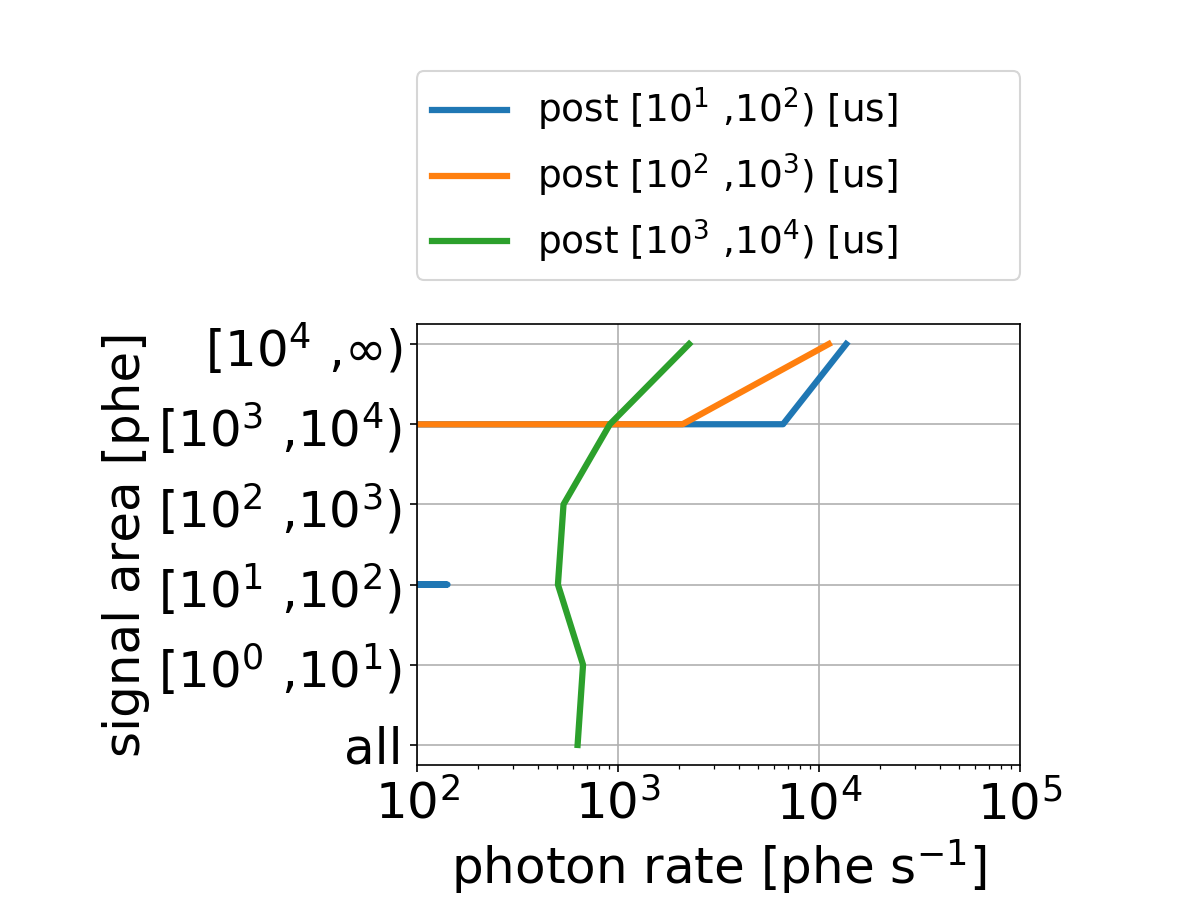 post [10¹ ,10²) [us]
post [10² ,10³) [us]
post [10³ ,10⁴) [us]
signal area [phe]
[10⁴ ,∞)
[10³ ,10⁴)
[10² ,10³)
[10¹ ,10²)
[10⁰ ,10¹)
all
10² 10³ 10⁴ 10⁵
photon rate [phe s⁻¹]